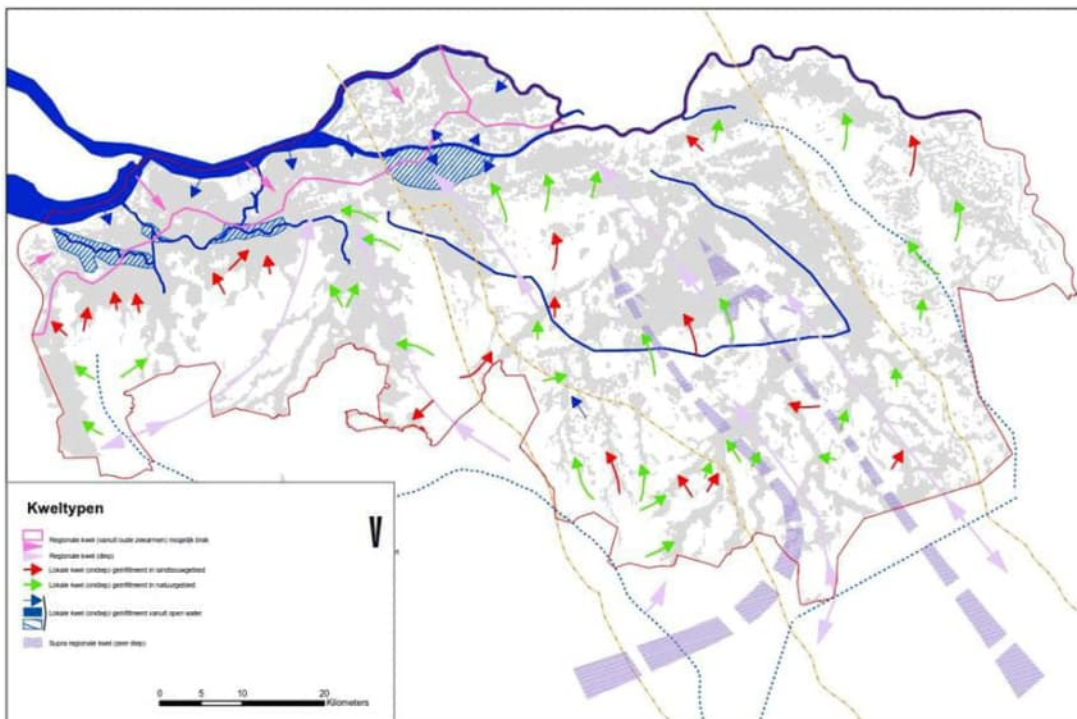 Kweltypen
Regionale kwel (vanuit oude zeearmen) mogelijk brak
Regionale kwel (diep)
Lokale kwel (ondiep) geïnfiltreerd in landbouwgebied
Lokale kwel (ondiep) geïnfiltreerd in natuurgebied
Lokale kwel (ondiep) geïnfiltreerd vanuit open water
Supra regionale kwel (zeer diep)
0 5 10 20
Kilometers